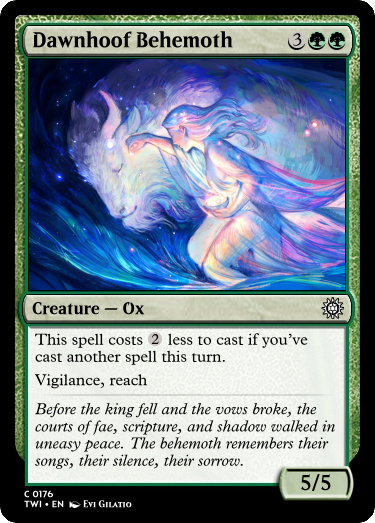 Dawnhoof Behemoth 3
Creature — Ox
This spell costs 2 less to cast if you've
cast another spell this turn.
Vigilance, reach
Before the king fell and the vows broke, the
courts of fae, scripture, and shadow walked in
uneasy peace. The behemoth remembers their
songs, their silence, their sorrow.
5/5
C 0176
TWI • EN Evi Gilatio